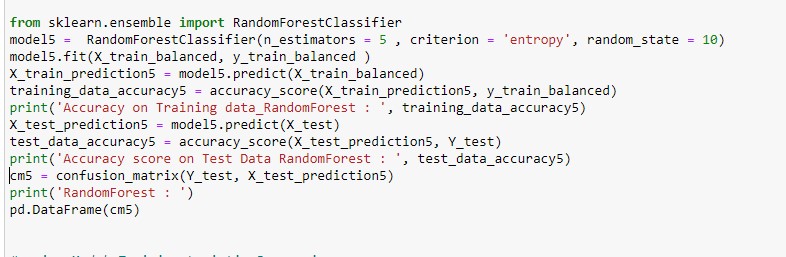 from sklearn.ensemble import RandomForestClassifier
model5 =  RandomForestClassifier(n_estimators = 5 , criterion = 'entropy', random_state = 10)
model5.fit(X_train_balanced, y_train_balanced )
X_train_prediction5 = model5.predict(X_train_balanced)
training_data_accuracy5 = accuracy_score(X_train_prediction5, y_train_balanced)
print('Accuracy on Training data_RandomForest : ', training_data_accuracy5)
X_test_prediction5 = model5.predict(X_test)
test_data_accuracy5 = accuracy_score(X_test_prediction5, Y_test)
print('Accuracy score on Test Data RandomForest : ', test_data_accuracy5)
cm5 = confusion_matrix(Y_test, X_test_prediction5)
print('RandomForest : ')
pd.DataFrame(cm5)